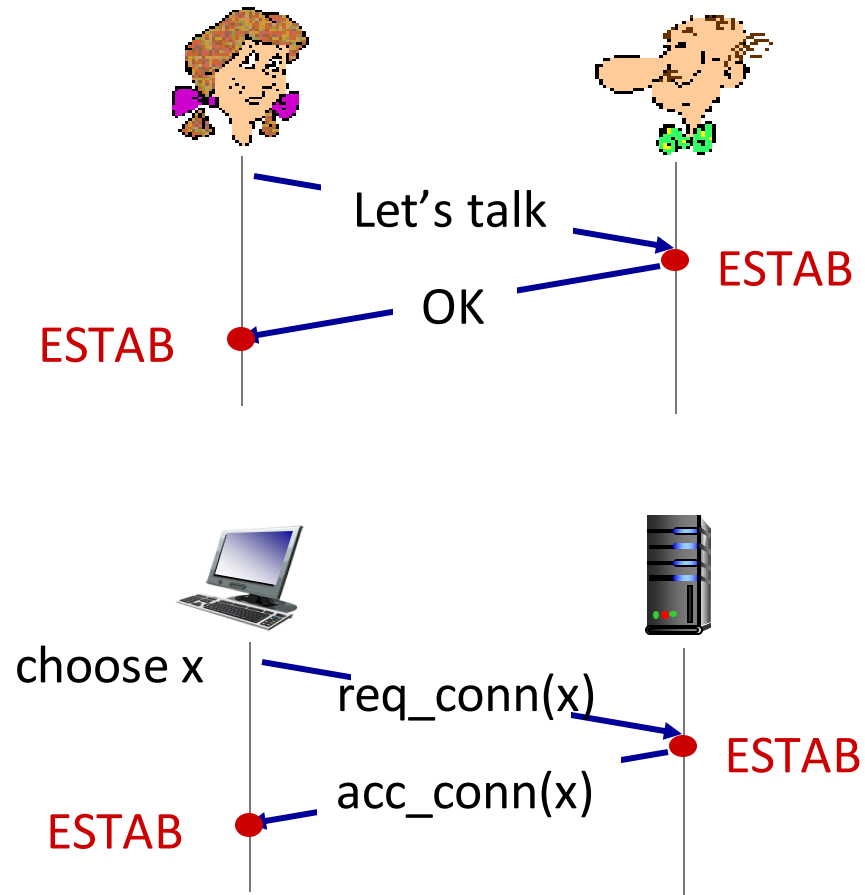 Let’s talk
ESTAB
OK
ESTAB
choose x
req_conn(x)
ESTAB
acc_conn(x)
ESTAB